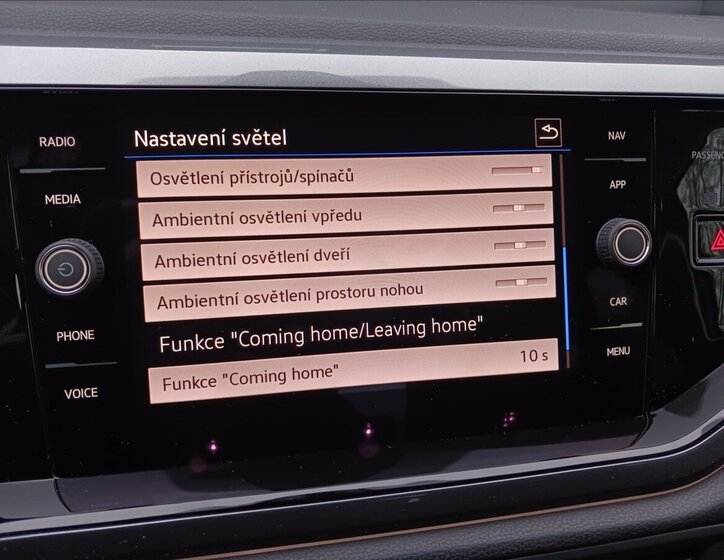 RADIO
MEDIA
PHONE
VOICE
Nastavení světel
Osvětlení přístrojů/spínačů
Ambientní osvětlení vpředu
Ambientní osvětlení dveří
Ambientní osvětlení prostoru nohou
Funkce "Coming home/Leaving home"
Funkce "Coming home" 10 s
NAV
APP
CAR
MENU